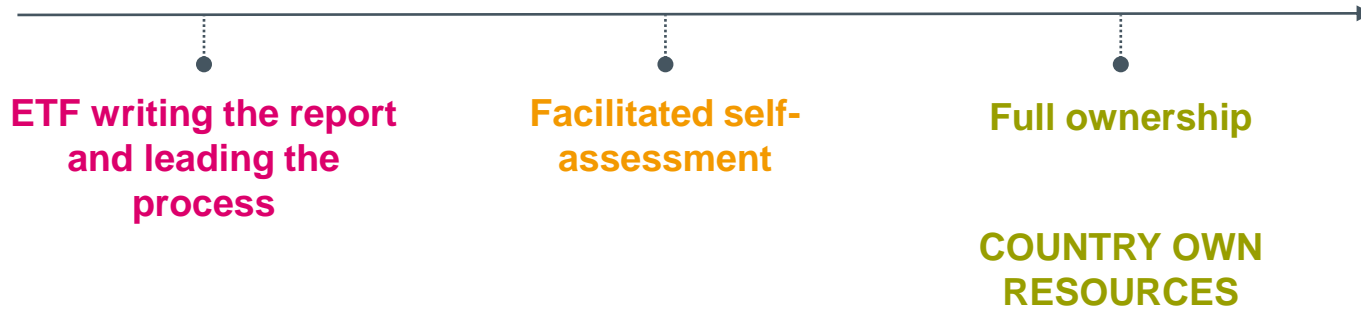 ETF writing the report
and leading the
process
Facilitated self-
assessment
Full ownership
COUNTRY OWN
RESOURCES